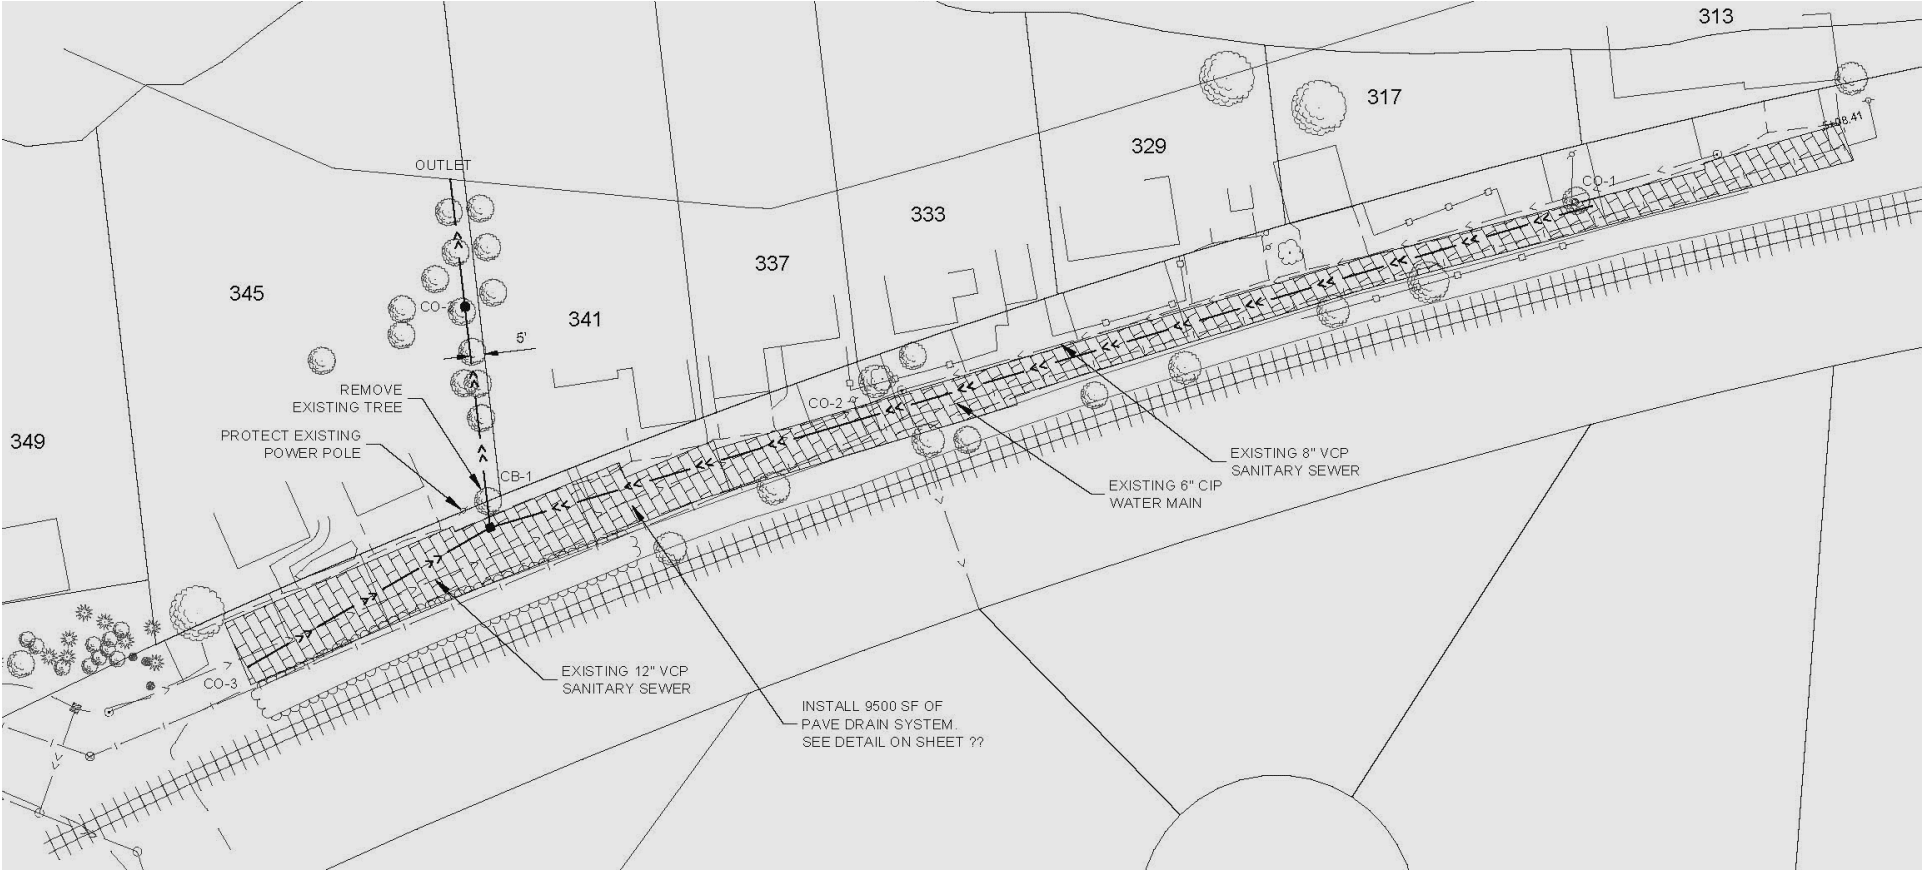 313
317
329
333
337
341
345
349
OUTLET
CO-1
CO-2
5'
REMOVE
EXISTING TREE
PROTECT EXISTING
POWER POLE
CB-1
CO-3
EXISTING 8" VCP
SANITARY SEWER
EXISTING 6" CIP
WATER MAIN
EXISTING 12" VCP
SANITARY SEWER
INSTALL 9500 SF OF
PAVE DRAIN SYSTEM.
SEE DETAIL ON SHEET ??